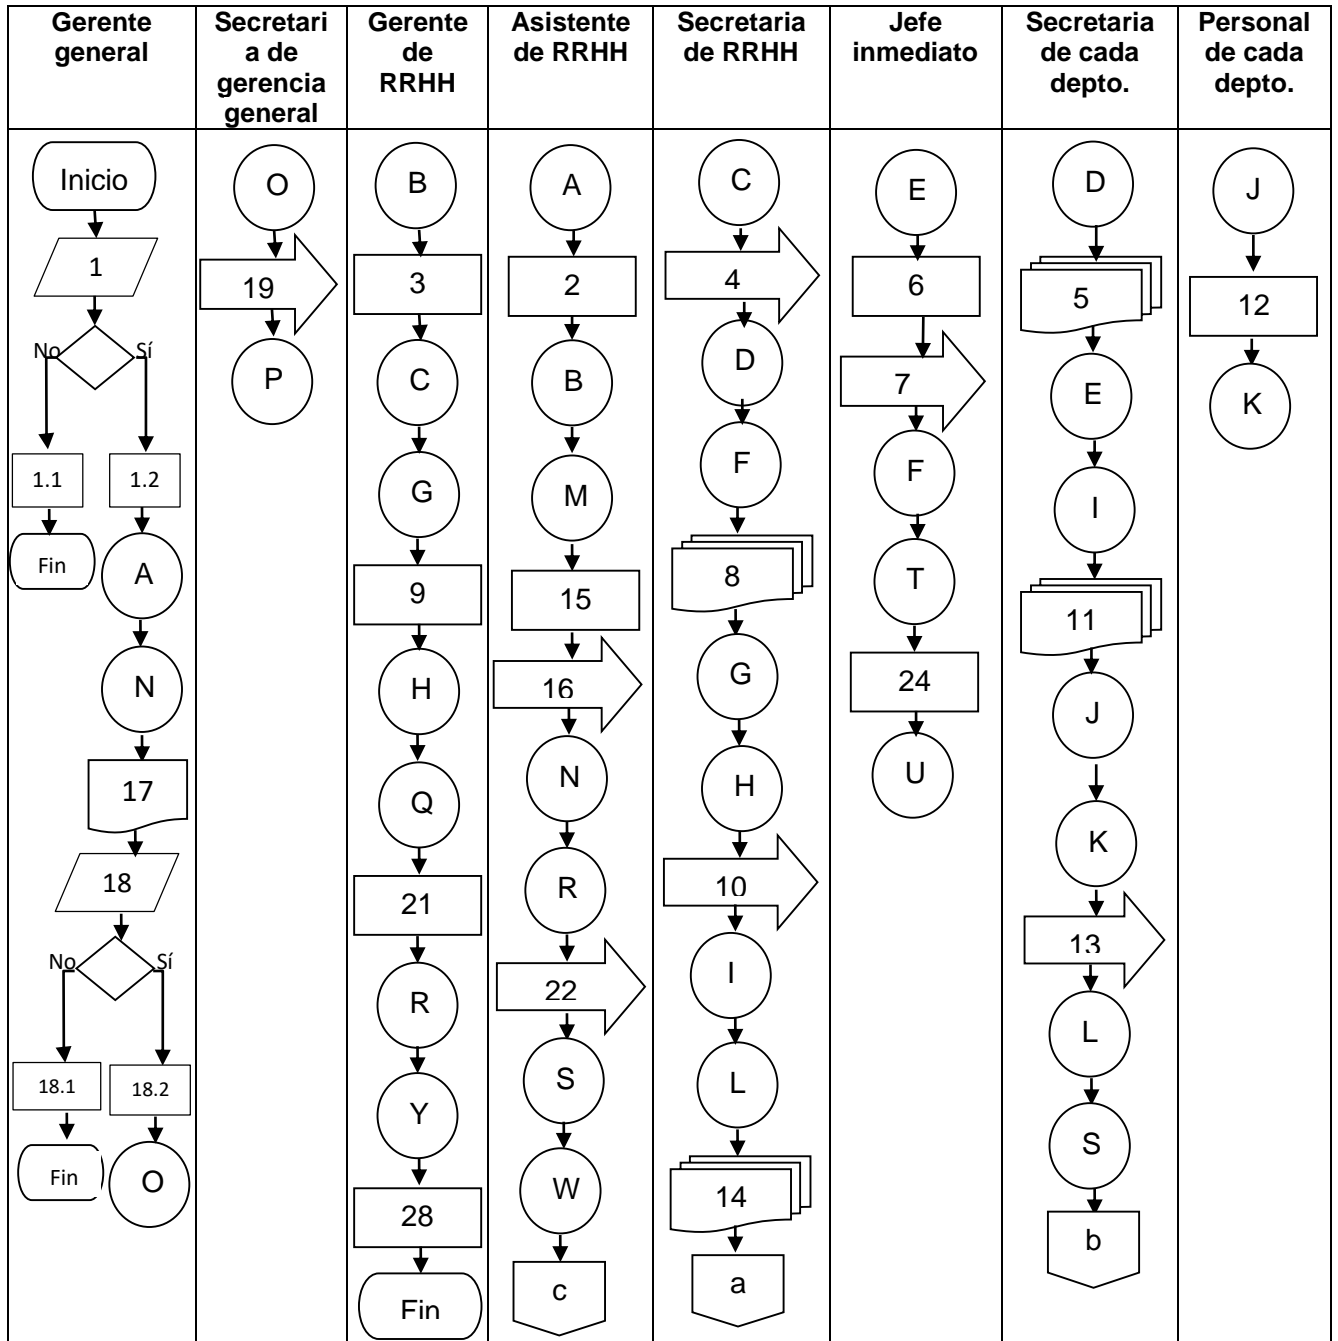 Gerente
general
Secretari
a de
gerencia
general
Gerente
de
RRHH
Asistente
de RRHH
Secretaria
de RRHH
Jefe
inmediato
Secretaria
de cada
depto.
Personal
de cada
depto.
Inicio
1
No
Sí
1.1
1.2
Fin
A
N
17
18
No
Sí
18.1
18.2
Fin
O
O
19
P
B
3
C
G
9
H
Q
21
R
Y
28
Fin
A
2
B
M
15
16
N
R
22
S
W
c
C
4
D
F
8
G
H
10
I
L
14
a
E
6
7
F
T
24
U
D
5
E
I
11
J
K
13
L
S
b
J
12
K